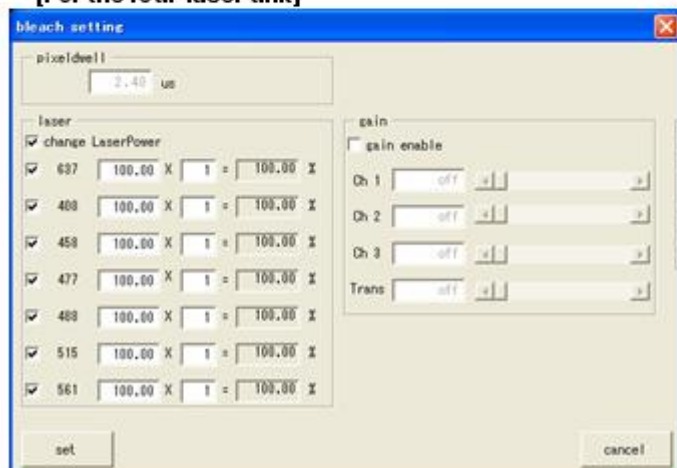 [For the four-laser unit]
bleach setting
pixeldwell
2.40 us
laser
change LaserPower
637 100.00 X 1 = 100.00 %
408 100.00 X 1 = 100.00 %
458 100.00 X 1 = 100.00 %
477 100.00 X 1 = 100.00 %
488 100.00 X 1 = 100.00 %
515 100.00 X 1 = 100.00 %
561 100.00 X 1 = 100.00 %
gain
gain enable
Ch 1 off
Ch 2 off
Ch 3 off
Trans off
set
cancel